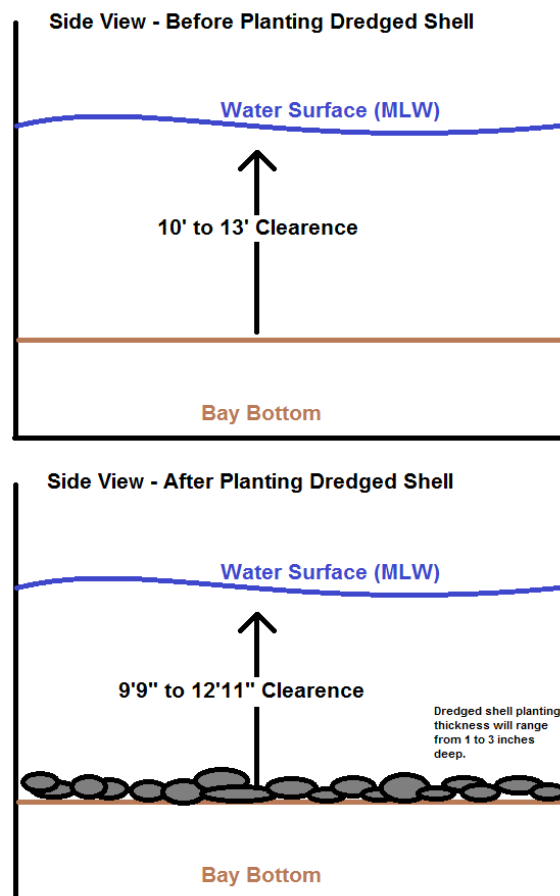 Side View - Before Planting Dredged Shell
Water Surface (MLW)
10' to 13' Clearence
Bay Bottom
Side View - After Planting Dredged Shell
Water Surface (MLW)
9'9" to 12'11" Clearence
Dredged shell planting
thickness will range
from 1 to 3 inches
deep.
Bay Bottom